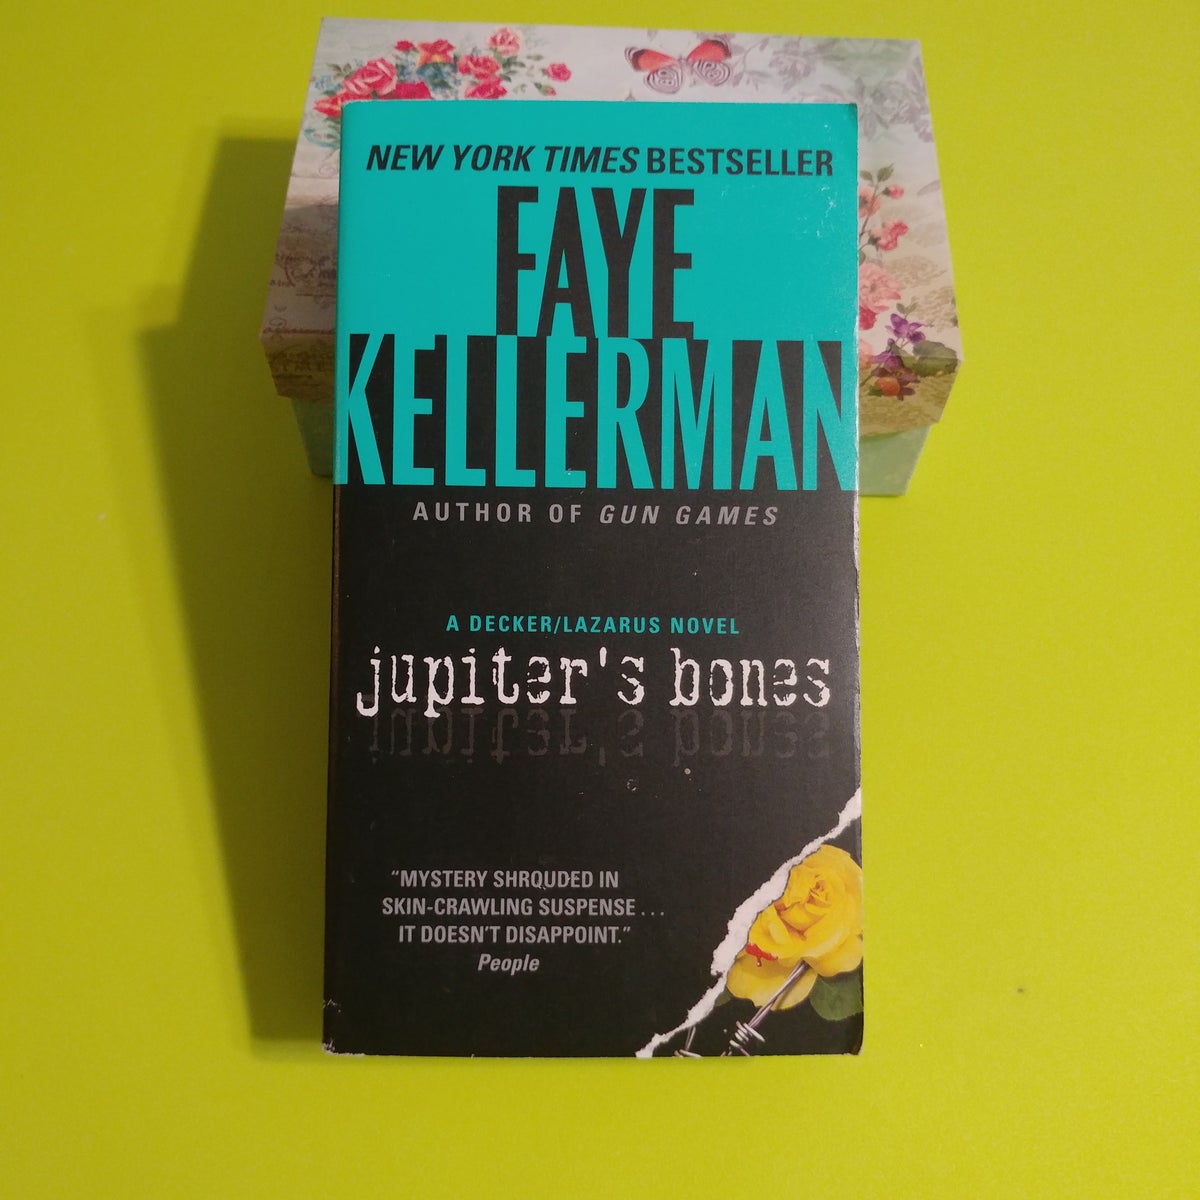 NEW YORK TIMES BESTSELLER
FAYE
KELLERMAN
AUTHOR OF GUN GAMES
A DECKER/LAZARUS NOVEL
jupiter's bones
"MYSTERY SHROUDED IN
SKIN-CRAWLING SUSPENSE...
IT DOESN'T DISAPPOINT."
People